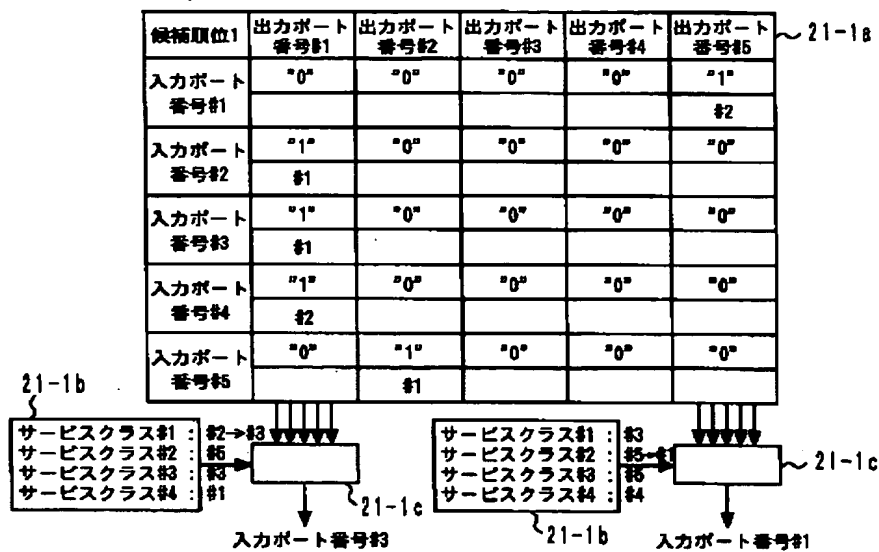 候補順位1 出力ポート番号#1 出力ポート番号#2 出力ポート番号#3 出力ポート番号#4 出力ポート番号#5
21-1a
入力ポート番号#1 "0" "0" "0" "0" "1"
#2
入力ポート番号#2 "1" "0" "0" "0" "0"
#1
入力ポート番号#3 "1" "0" "0" "0" "0"
#1
入力ポート番号#4 "1" "0" "0" "0" "0"
#2
入力ポート番号#5 "0" "1" "0" "0" "0"
#1
21-1b
サービスクラス#1 : #2→#3
サービスクラス#2 : #5
サービスクラス#3 : #3
サービスクラス#4 : #1
21-1c
入力ポート番号#3
サービスクラス#1 : #3
サービスクラス#2 : #5→#1
サービスクラス#3 : #5
サービスクラス#4 : #4
21-1b
21-1c
入力ポート番号#1